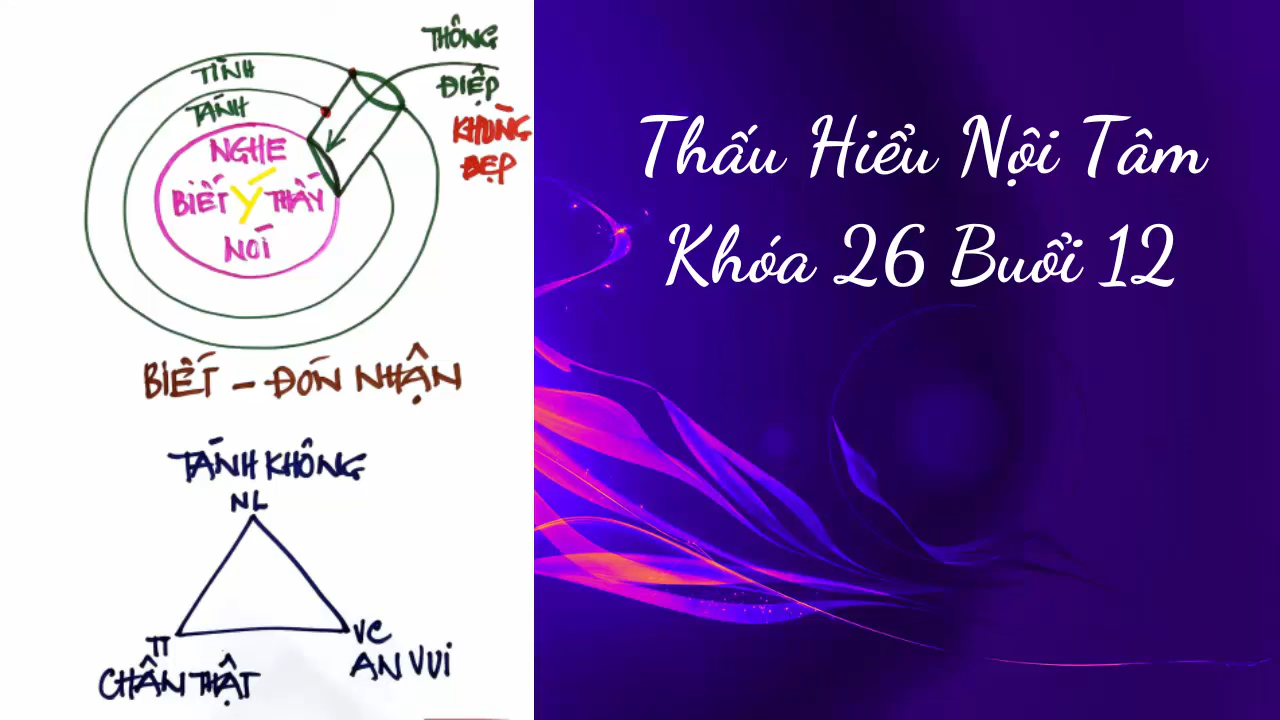 THÔNG
ĐIỆP
KHÙNG
ĐẸP
TÌNH
TÁNH
NGHE
BIẾT Ý THẤY
NÓI
BIẾT - ĐÓN NHẬN
TÁNH KHÔNG
NL
TT
CHÂN THẬT
VC
AN VUI
Thấu Hiểu Nội Tâm
Khóa 26 Buổi 12